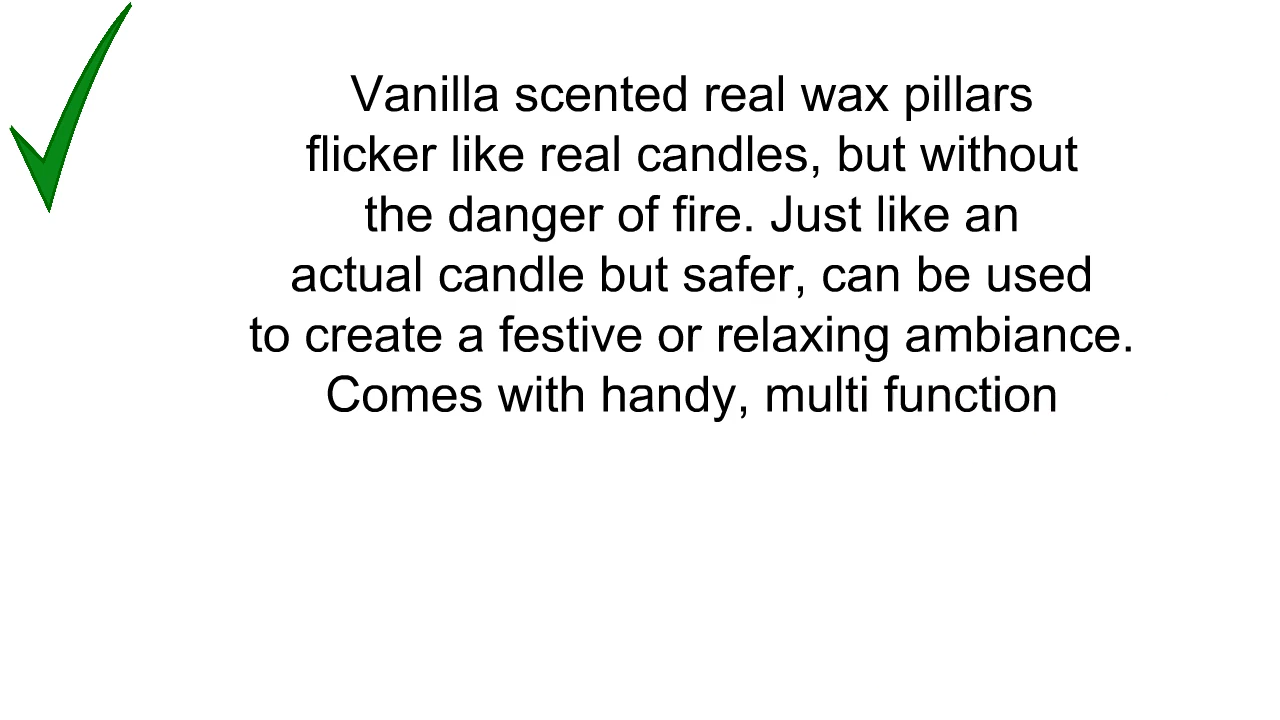 Vanilla scented real wax pillars
flicker like real candles, but without
the danger of fire. Just like an
actual candle but safer, can be used
to create a festive or relaxing ambiance.
Comes with handy, multi function